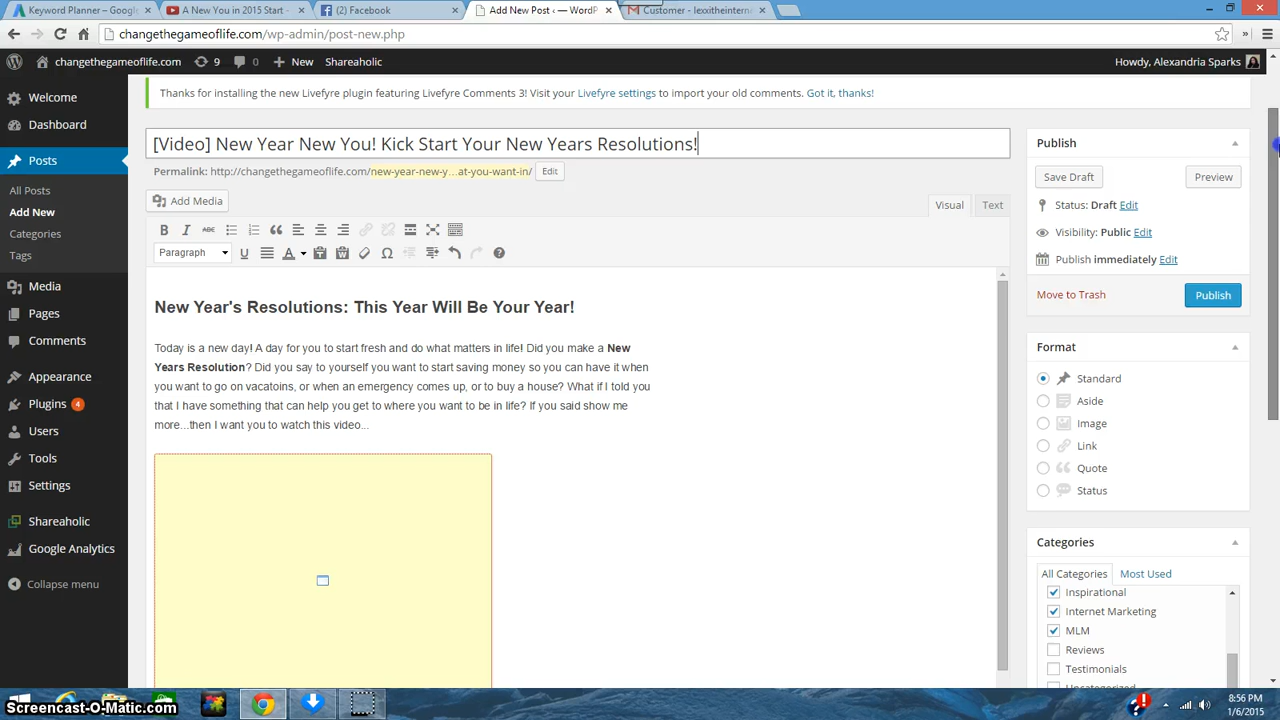 Keyword Planner – Google
A New You in 2015 Start -
(2) Facebook
Add New Post ‹ — WordP
Customer - lexxitheintern
changethegameoflife.com/wp-admin/post-new.php
changethegameoflife.com
9
0
+ New
Shareaholic
Howdy, Alexandria Sparks
Welcome
Dashboard
Posts
All Posts
Add New
Categories
Tags
Media
Pages
Comments
Appearance
Plugins 4
Users
Tools
Settings
Shareaholic
Google Analytics
Collapse menu
Thanks for installing the new Livefyre plugin featuring Livefyre Comments 3! Visit your Livefyre settings to import your old comments. Got it, thanks!
[Video] New Year New You! Kick Start Your New Years Resolutions!
Permalink: http://changethegameoflife.com/new-year-new-y…at-you-want-in/ Edit
Add Media
Visual
Text
B I ABC
Paragraph
U
A
Ω
?
New Year's Resolutions: This Year Will Be Your Year!
Today is a new day! A day for you to start fresh and do what matters in life! Did you make a New
Years Resolution? Did you say to yourself you want to start saving money so you can have it when
you want to go on vacatoins, or when an emergency comes up, or to buy a house? What if I told you
that I have something that can help you get to where you want to be in life? If you said show me
more...then I want you to watch this video...
Publish
Save Draft
Preview
Status: Draft Edit
Visibility: Public Edit
Publish immediately Edit
Move to Trash
Publish
Format
Standard
Aside
Image
Link
Quote
Status
Categories
All Categories
Most Used
Inspirational
Internet Marketing
MLM
Reviews
Testimonials
Uncategorized
Screencast-O-Matic.com
8:56 PM
1/6/2015